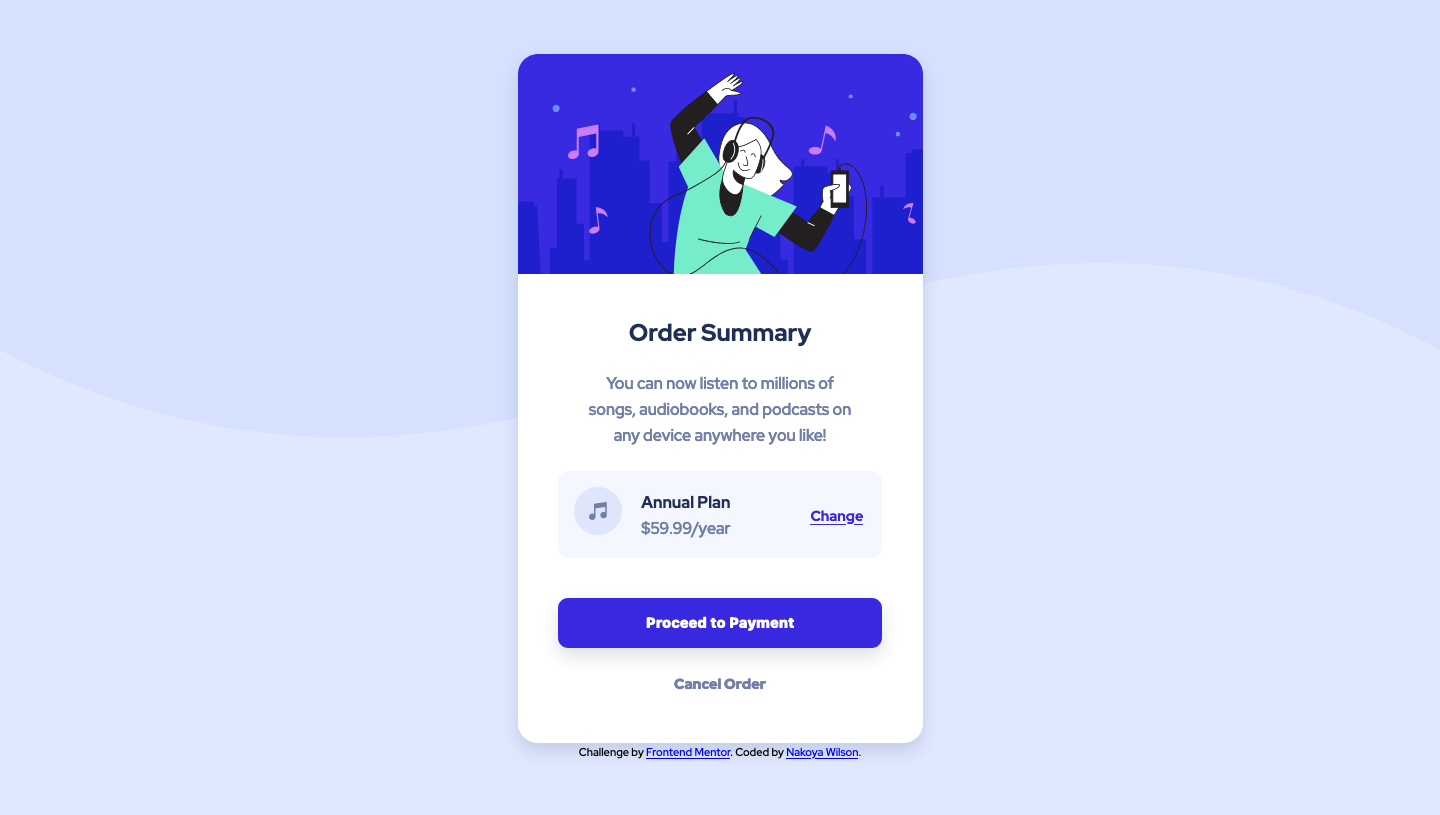 Order Summary
You can now listen to millions of
songs, audiobooks, and podcasts on
any device anywhere you like!
Annual Plan
$59.99/year
Change
Proceed to Payment
Cancel Order
Challenge by Frontend Mentor. Coded by Nakoya Wilson.